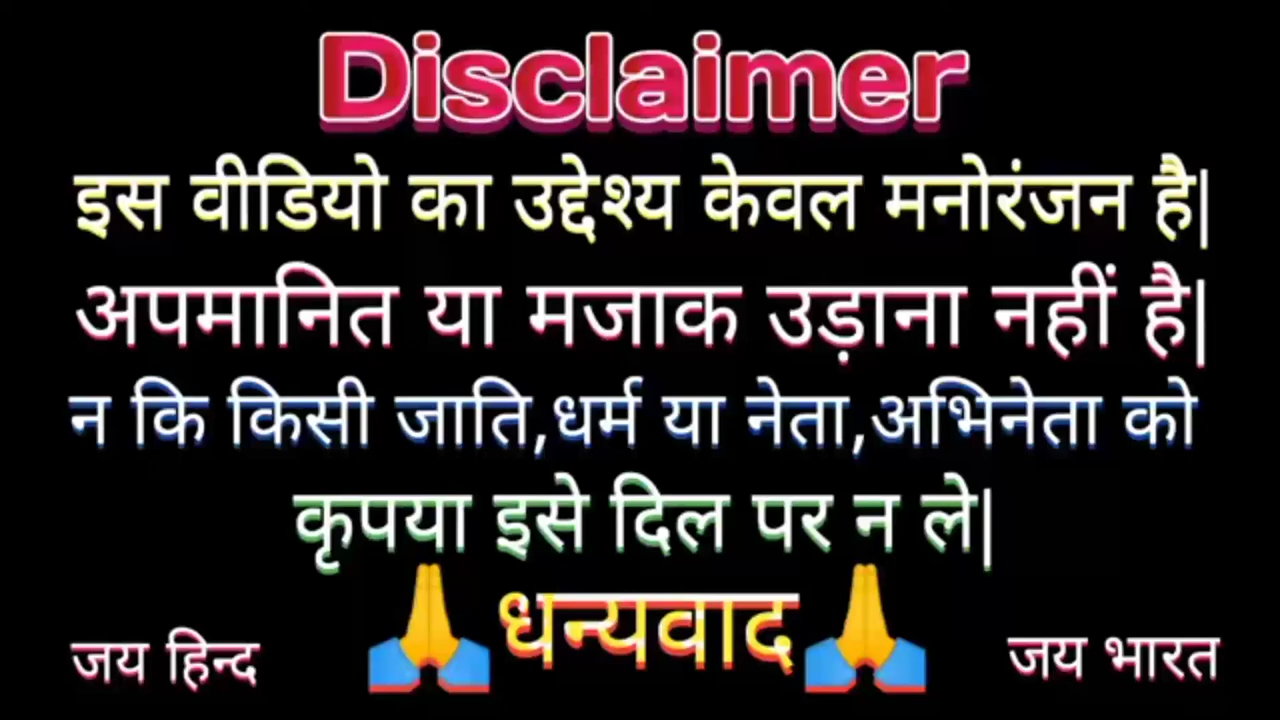 Disclaimer
इस वीडियो का उद्देश्य केवल मनोरंजन है|
अपमानित या मजाक उड़ाना नहीं है|
न कि किसी जाति,धर्म या नेता,अभिनेता को
कृपया इसे दिल पर न ले|
🙏धन्यवाद🙏
जय हिन्द जय भारत